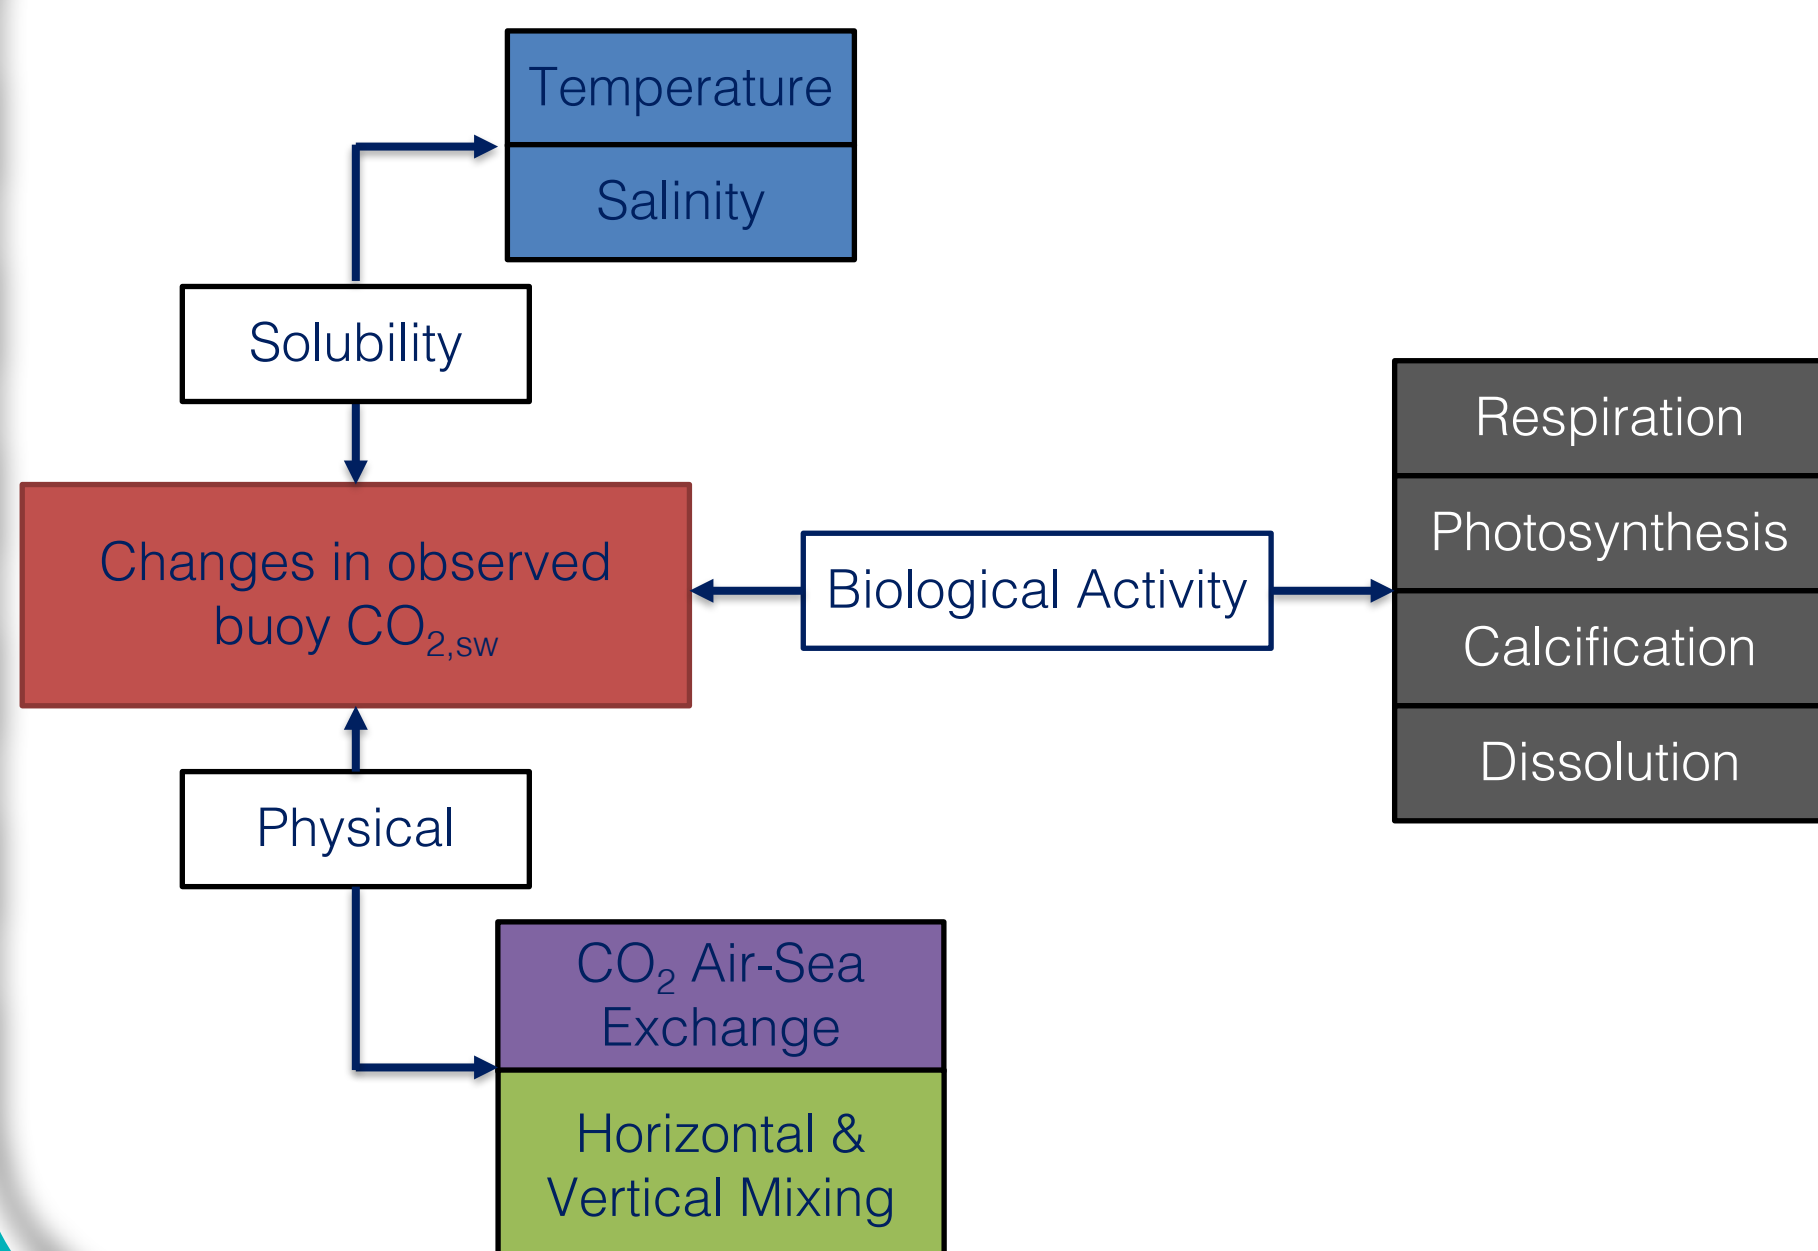 Temperature
Salinity
Solubility
Respiration
Photosynthesis
Calcification
Dissolution
Changes in observed
buoy CO₂,sw
Biological Activity
Physical
CO₂ Air-Sea
Exchange
Horizontal &
Vertical Mixing